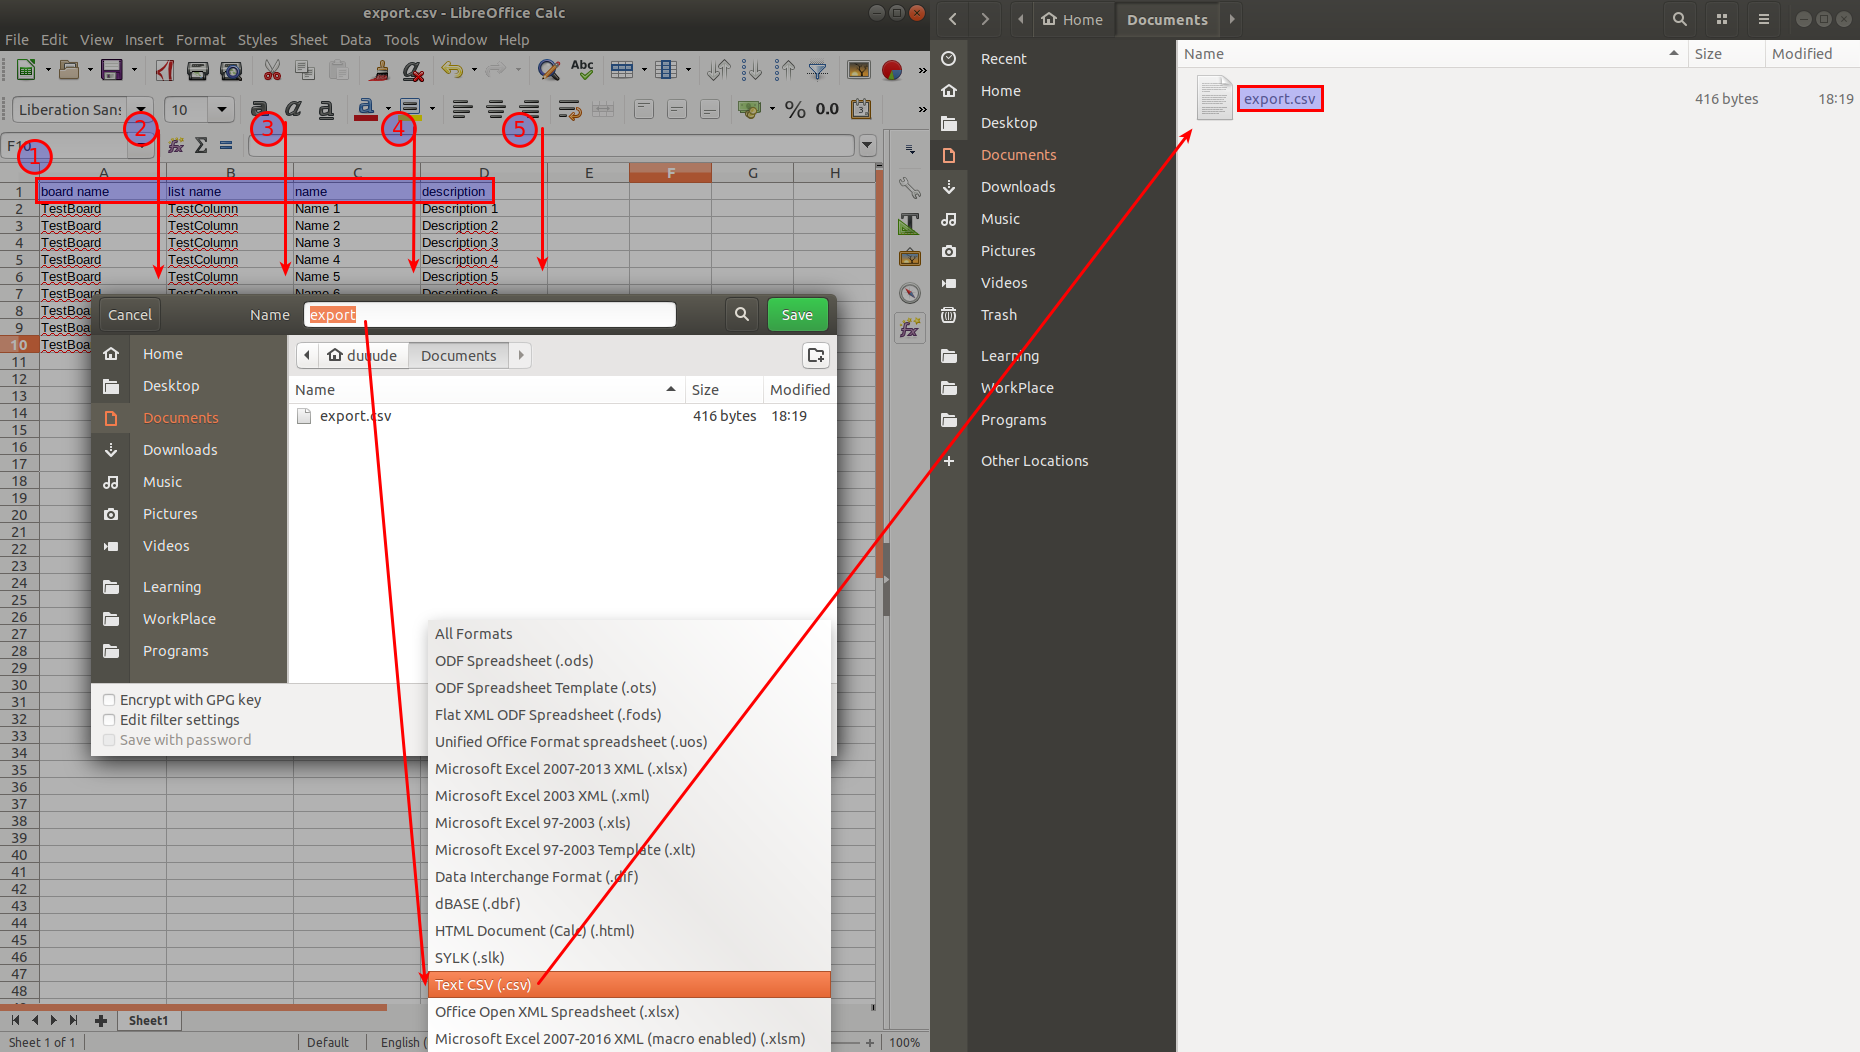 export.csv - LibreOffice Calc
File Edit View Insert Format Styles Sheet Data Tools Window Help
Abc
Liberation Sans 10
% 0.0
1 2 3 4 5
A B C D E F G H
1 board name list name name description
2 TestBoard TestColumn Name 1 Description 1
3 TestBoard TestColumn Name 2 Description 2
4 TestBoard TestColumn Name 3 Description 3
5 TestBoard TestColumn Name 4 Description 4
6 TestBoard TestColumn Name 5 Description 5
7 TestBoard TestColumn Name 6 Description 6
8
9
10
11
12
13
14
15
16
17
18
19
20
21
22
23
24
25
26
27
28
29
30
31
32
33
34
35
36
37
38
39
40
41
42
43
44
45
46
47
48
Cancel Name export Save
Home
Desktop
Documents
Downloads
Music
Pictures
Videos
Learning
WorkPlace
Programs
duuude Documents
Name Size Modified
export.csv 416 bytes 18:19
Encrypt with GPG key
Edit filter settings
Save with password
All Formats
ODF Spreadsheet (.ods)
ODF Spreadsheet Template (.ots)
Flat XML ODF Spreadsheet (.fods)
Unified Office Format spreadsheet (.uos)
Microsoft Excel 2007-2013 XML (.xlsx)
Microsoft Excel 2003 XML (.xml)
Microsoft Excel 97-2003 (.xls)
Microsoft Excel 97-2003 Template (.xlt)
Data Interchange Format (.dif)
dBASE (.dbf)
HTML Document (Calc) (.html)
SYLK (.slk)
Text CSV (.csv)
Office Open XML Spreadsheet (.xlsx)
Microsoft Excel 2007-2016 XML (macro enabled) (.xlsm)
Sheet1
Sheet 1 of 1 Default English ( 100%
Home Documents
Recent
Home
Desktop
Documents
Downloads
Music
Pictures
Videos
Trash
Learning
WorkPlace
Programs
Other Locations
Name Size Modified
export.csv 416 bytes 18:19